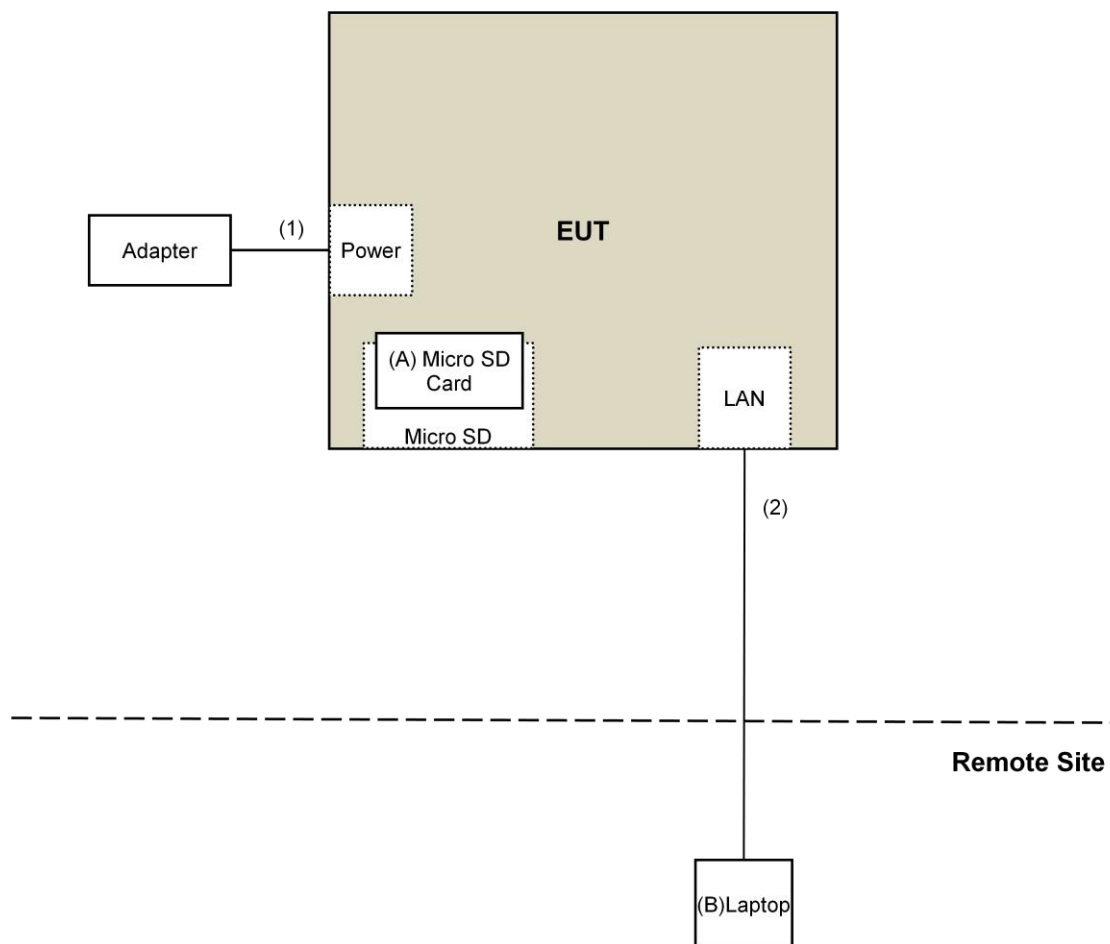 EUT
(1)
Adapter
Power
(A) Micro SD
Card
Micro SD
LAN
(2)
Remote Site
(B)Laptop